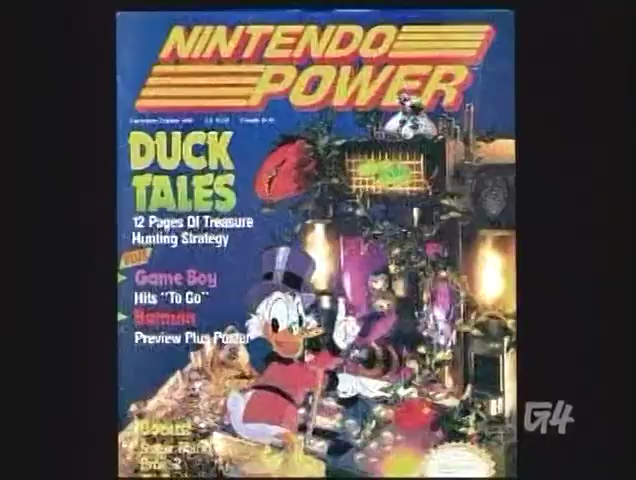 NINTENDO
POWER
DUCK
TALES
12 Pages Of Treasure
Hunting Strategy
PLUS
Game Boy
Hits "To Go"
Batman
Preview Plus Poster
G4